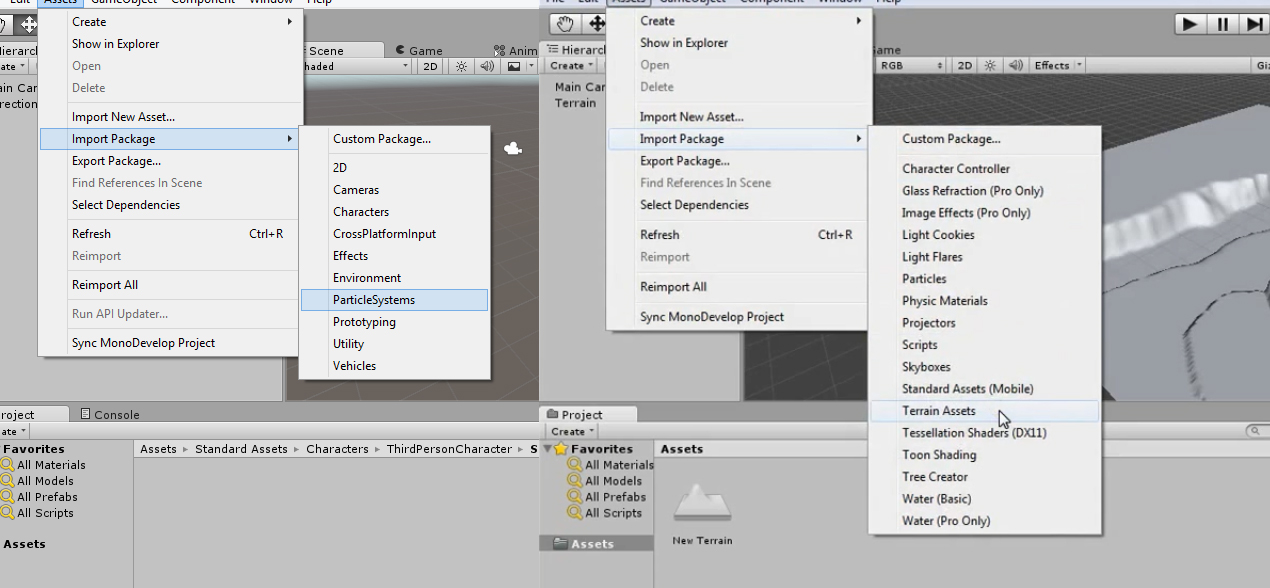 Edit Assets GameObject Component Window Help
Create
Show in Explorer
Open
Delete
Import New Asset...
Import Package
Export Package...
Find References In Scene
Select Dependencies
Refresh Ctrl+R
Reimport
Reimport All
Run API Updater...
Sync MonoDevelop Project
Custom Package...
2D
Cameras
Characters
CrossPlatformInput
Effects
Environment
ParticleSystems
Prototyping
Utility
Vehicles
Scene Game Anim
haded 2D
ierarch
ate
in Can
rection
roject Console
ate
Favorites
All Materials
All Models
All Prefabs
All Scripts
Assets
Assets Standard Assets Characters ThirdPersonCharacter S
File Edit Assets GameObject Component Window Help
Hierarch
Create
Main Car
Terrain
Create
Show in Explorer
Open
Delete
Import New Asset...
Import Package
Export Package...
Find References In Scene
Select Dependencies
Refresh Ctrl+R
Reimport
Reimport All
Sync MonoDevelop Project
Game
RGB 2D Effects Giz
Custom Package...
Character Controller
Glass Refraction (Pro Only)
Image Effects (Pro Only)
Light Cookies
Light Flares
Particles
Physic Materials
Projectors
Scripts
Skyboxes
Standard Assets (Mobile)
Terrain Assets
Tessellation Shaders (DX11)
Toon Shading
Tree Creator
Water (Basic)
Water (Pro Only)
Project
Create
Favorites
All Materials
All Models
All Prefabs
All Scripts
Assets
Assets
New Terrain